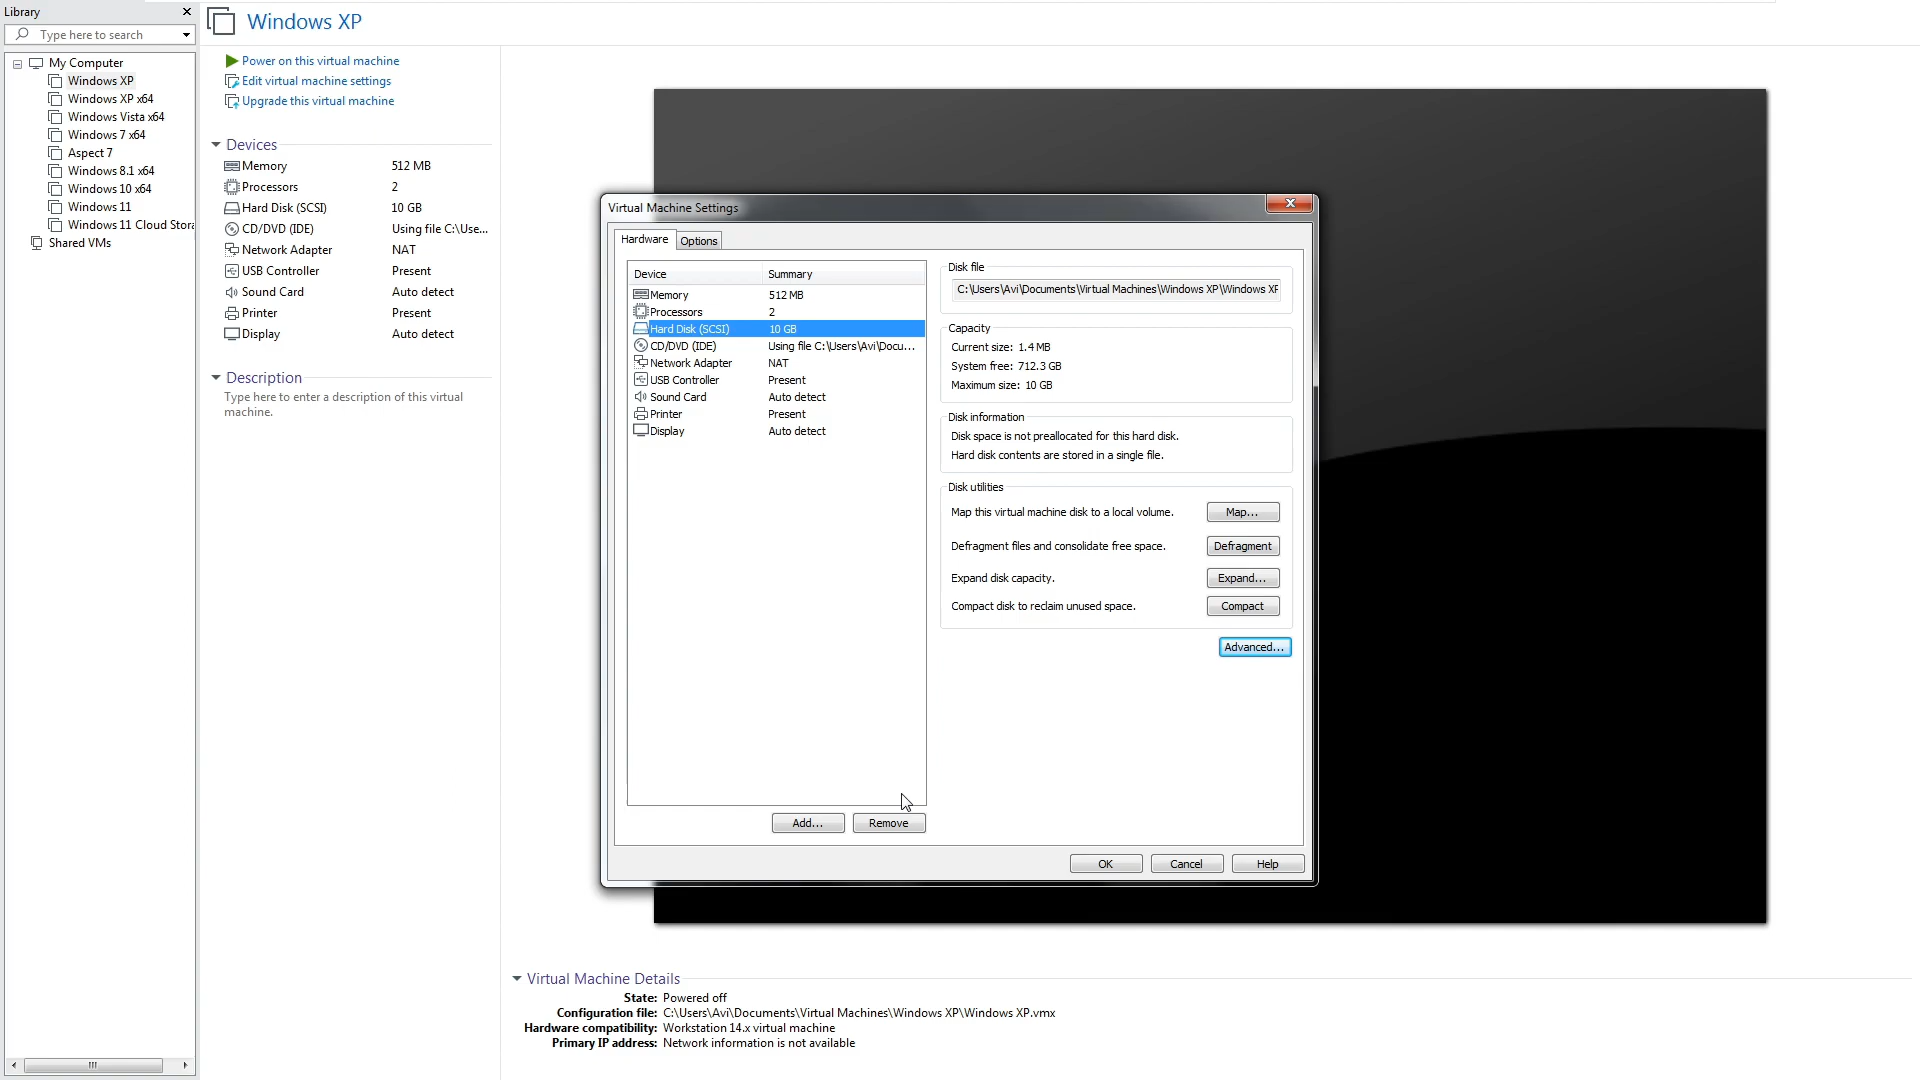 Library
Type here to search
My Computer
Windows XP
Windows XP x64
Windows Vista x64
Windows 7 x64
Aspect 7
Windows 8.1 x64
Windows 10 x64
Windows 11
Windows 11 Cloud Stora
Shared VMs
Windows XP
Power on this virtual machine
Edit virtual machine settings
Upgrade this virtual machine
Devices
Memory 512 MB
Processors 2
Hard Disk (SCSI) 10 GB
CD/DVD (IDE) Using file C:\Use...
Network Adapter NAT
USB Controller Present
Sound Card Auto detect
Printer Present
Display Auto detect
Description
Type here to enter a description of this virtual
machine.
Virtual Machine Settings
Hardware Options
Device Summary
Memory 512 MB
Processors 2
Hard Disk (SCSI) 10 GB
CD/DVD (IDE) Using file C:\Users\Avi\Docu...
Network Adapter NAT
USB Controller Present
Sound Card Auto detect
Printer Present
Display Auto detect
Add... Remove
Disk file
C:\Users\Avi\Documents\Virtual Machines\Windows XP\Windows XP
Capacity
Current size: 1.4 MB
System free: 712.3 GB
Maximum size: 10 GB
Disk information
Disk space is not preallocated for this hard disk.
Hard disk contents are stored in a single file.
Disk utilities
Map this virtual machine disk to a local volume. Map...
Defragment files and consolidate free space. Defragment
Expand disk capacity. Expand...
Compact disk to reclaim unused space. Compact
Advanced...
OK Cancel Help
Virtual Machine Details
State: Powered off
Configuration file: C:\Users\Avi\Documents\Virtual Machines\Windows XP\Windows XP.vmx
Hardware compatibility: Workstation 14.x virtual machine
Primary IP address: Network information is not available